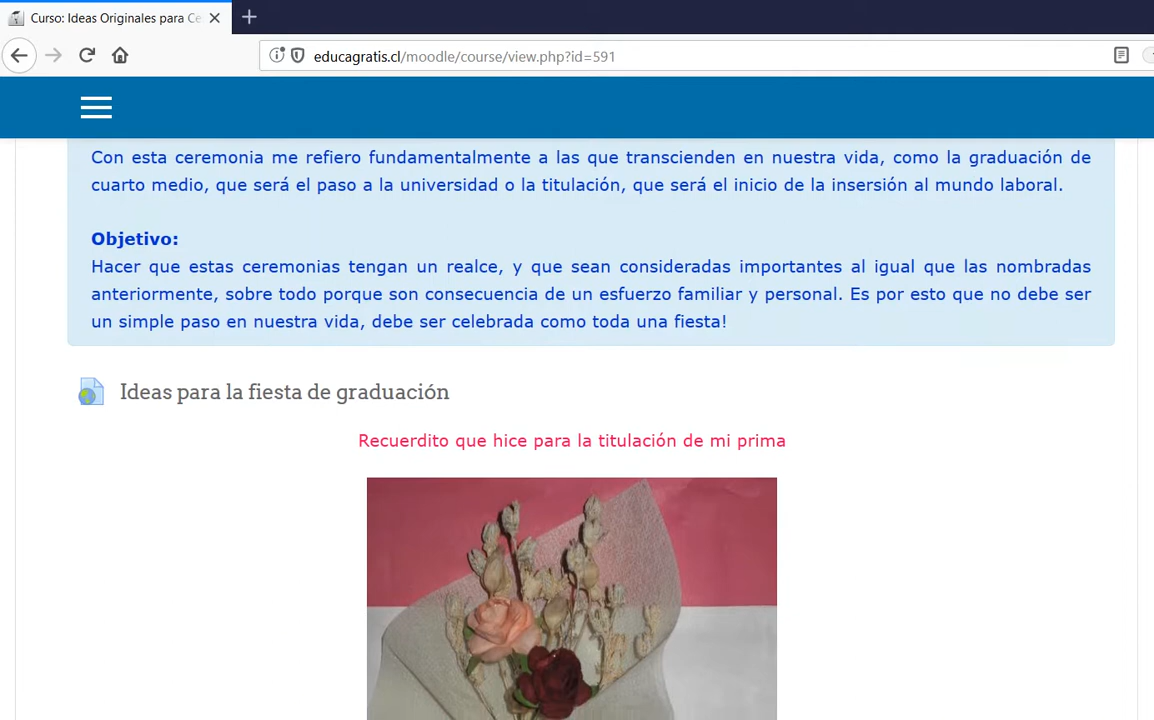 Curso: Ideas Originales para Ce
educagratis.cl/moodle/course/view.php?id=591
Con esta ceremonia me refiero fundamentalmente a las que transcienden en nuestra vida, como la graduación de
cuarto medio, que será el paso a la universidad o la titulación, que será el inicio de la insersión al mundo laboral.
Objetivo:
Hacer que estas ceremonias tengan un realce, y que sean consideradas importantes al igual que las nombradas
anteriormente, sobre todo porque son consecuencia de un esfuerzo familiar y personal. Es por esto que no debe ser
un simple paso en nuestra vida, debe ser celebrada como toda una fiesta!
Ideas para la fiesta de graduación
Recuerdito que hice para la titulación de mi prima